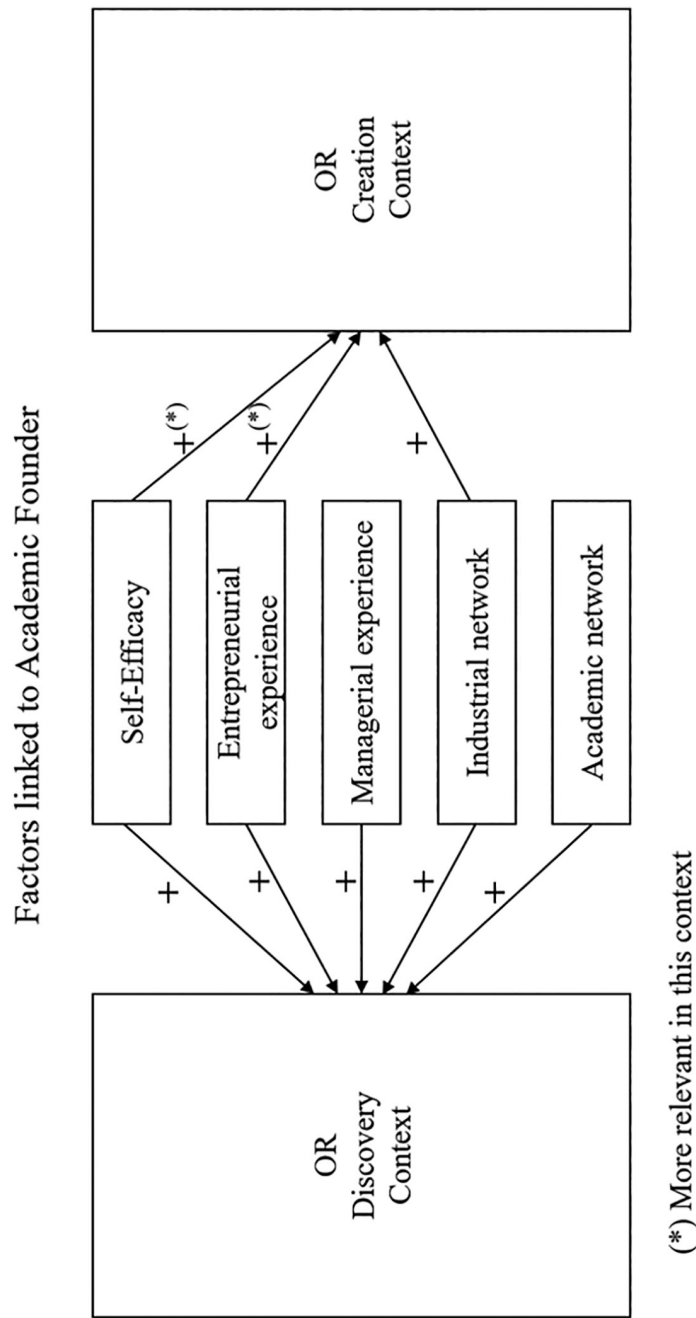 Factors linked to Academic Founder
OR
Discovery
Context
+
+
+
+
+
Self-Efficacy
Entrepreneurial
experience
Managerial experience
Industrial network
Academic network
+(*)
+(*)
+
OR
Creation
Context
(*) More relevant in this context